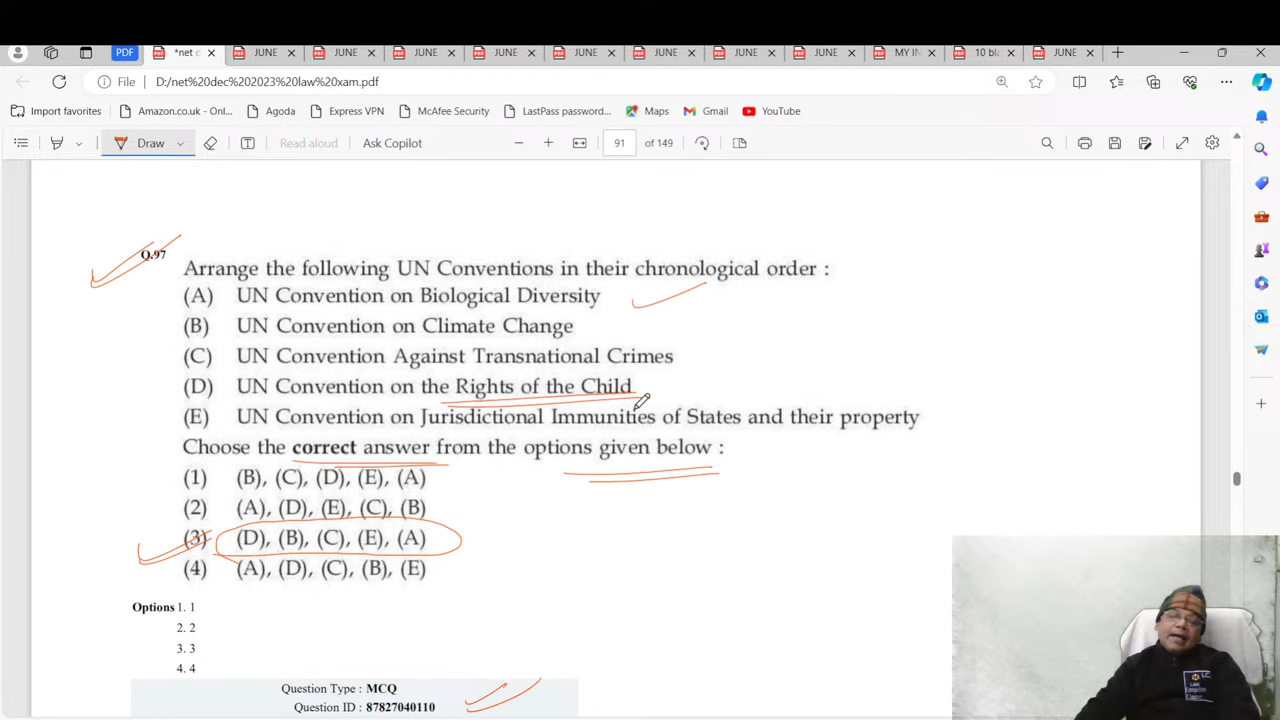 PDF
*net d
JUNE
JUNE
JUNE
JUNE
JUNE
JUNE
JUNE
JUNE
MY IN
10 bla
JUNE
File
D:/net%20dec%202023%20law%20xam.pdf
Import favorites
Amazon.co.uk - Onl...
Agoda
Express VPN
McAfee Security
LastPass password...
Maps
Gmail
YouTube
Draw
Read aloud
Ask Copilot
91
of 149
Q.97
Arrange the following UN Conventions in their chronological order :
(A) UN Convention on Biological Diversity
(B) UN Convention on Climate Change
(C) UN Convention Against Transnational Crimes
(D) UN Convention on the Rights of the Child
(E) UN Convention on Jurisdictional Immunities of States and their property
Choose the correct answer from the options given below :
(1) (B), (C), (D), (E), (A)
(2) (A), (D), (E), (C), (B)
(3) (D), (B), (C), (E), (A)
(4) (A), (D), (C), (B), (E)
Options 1. 1
2. 2
3. 3
4. 4
Question Type : MCQ
Question ID : 87827040110
LC